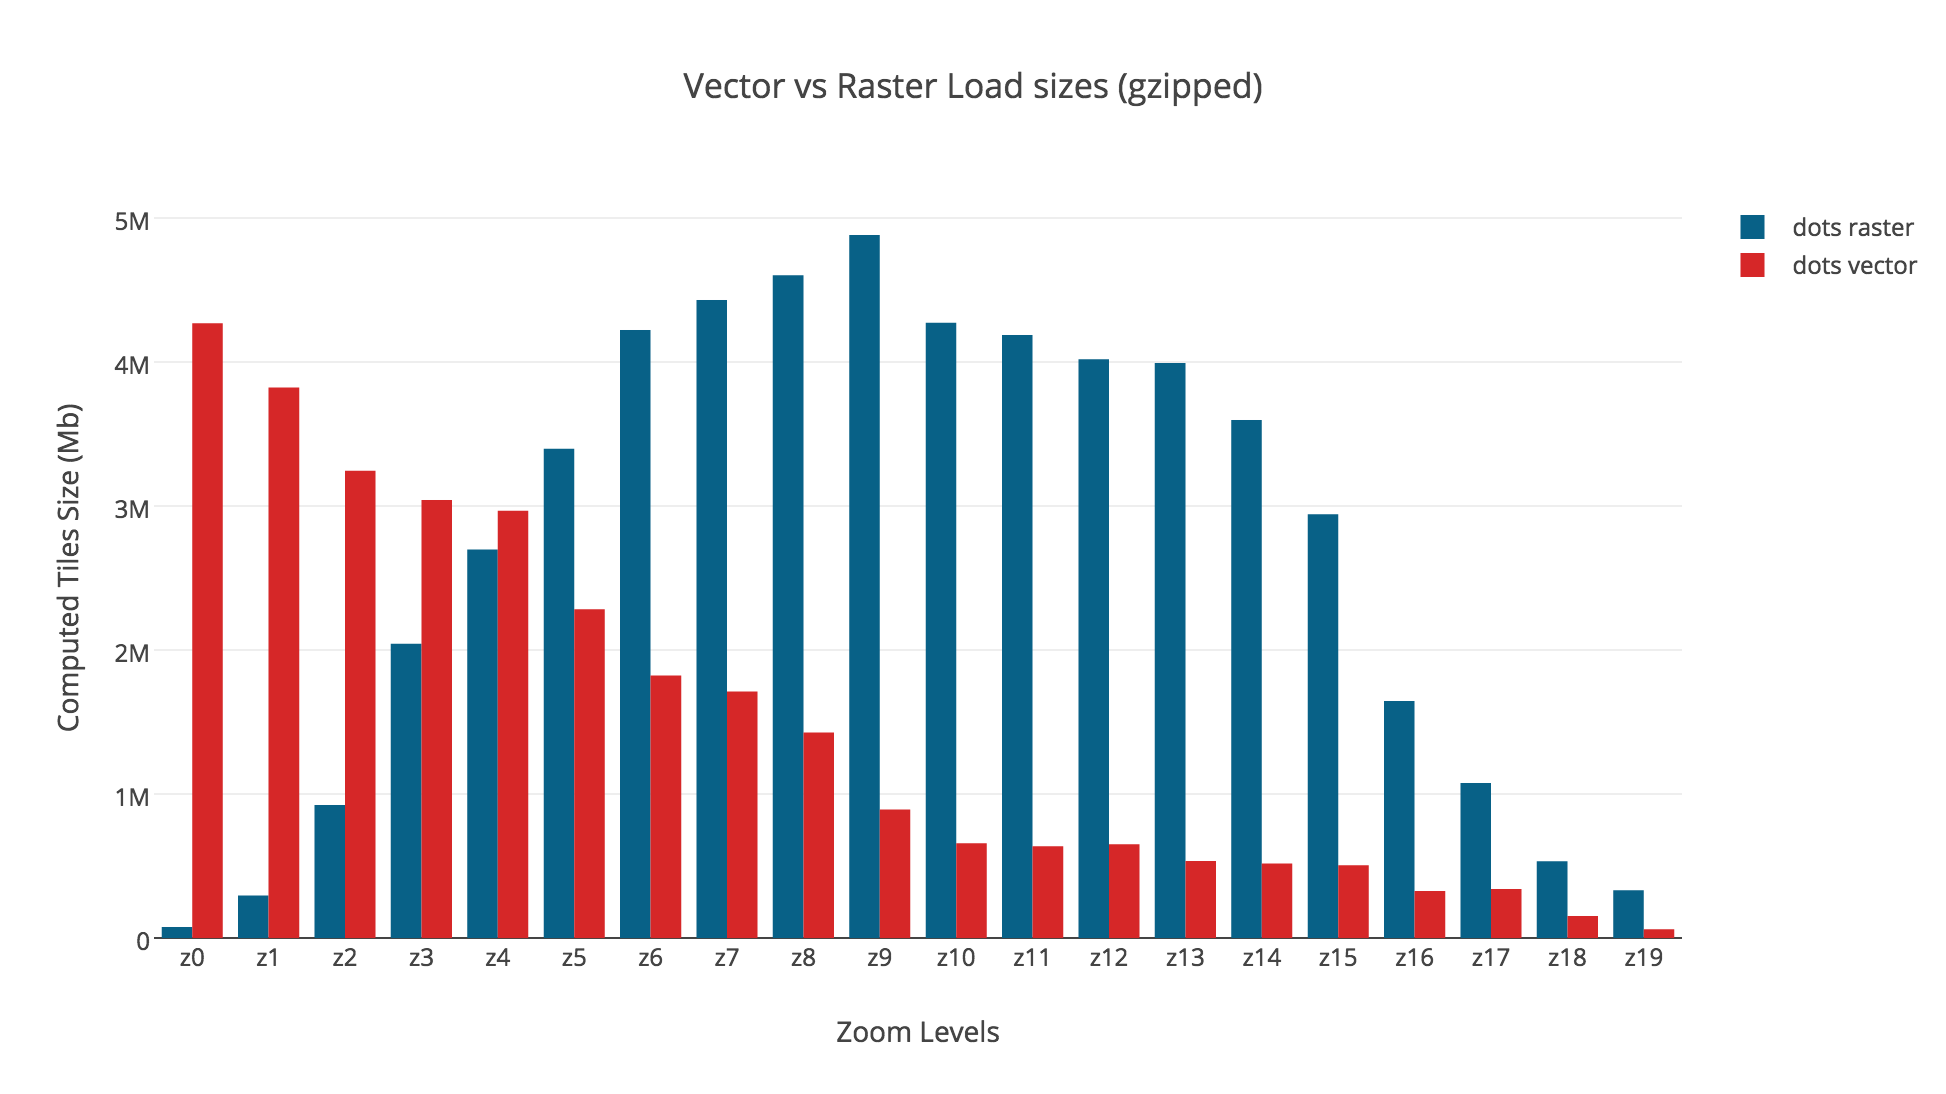 Vector vs Raster Load sizes (gzipped)
dots raster
dots vector
Computed Tiles Size (Mb)
5M
4M
3M
2M
1M
0
z0 z1 z2 z3 z4 z5 z6 z7 z8 z9 z10 z11 z12 z13 z14 z15 z16 z17 z18 z19
Zoom Levels